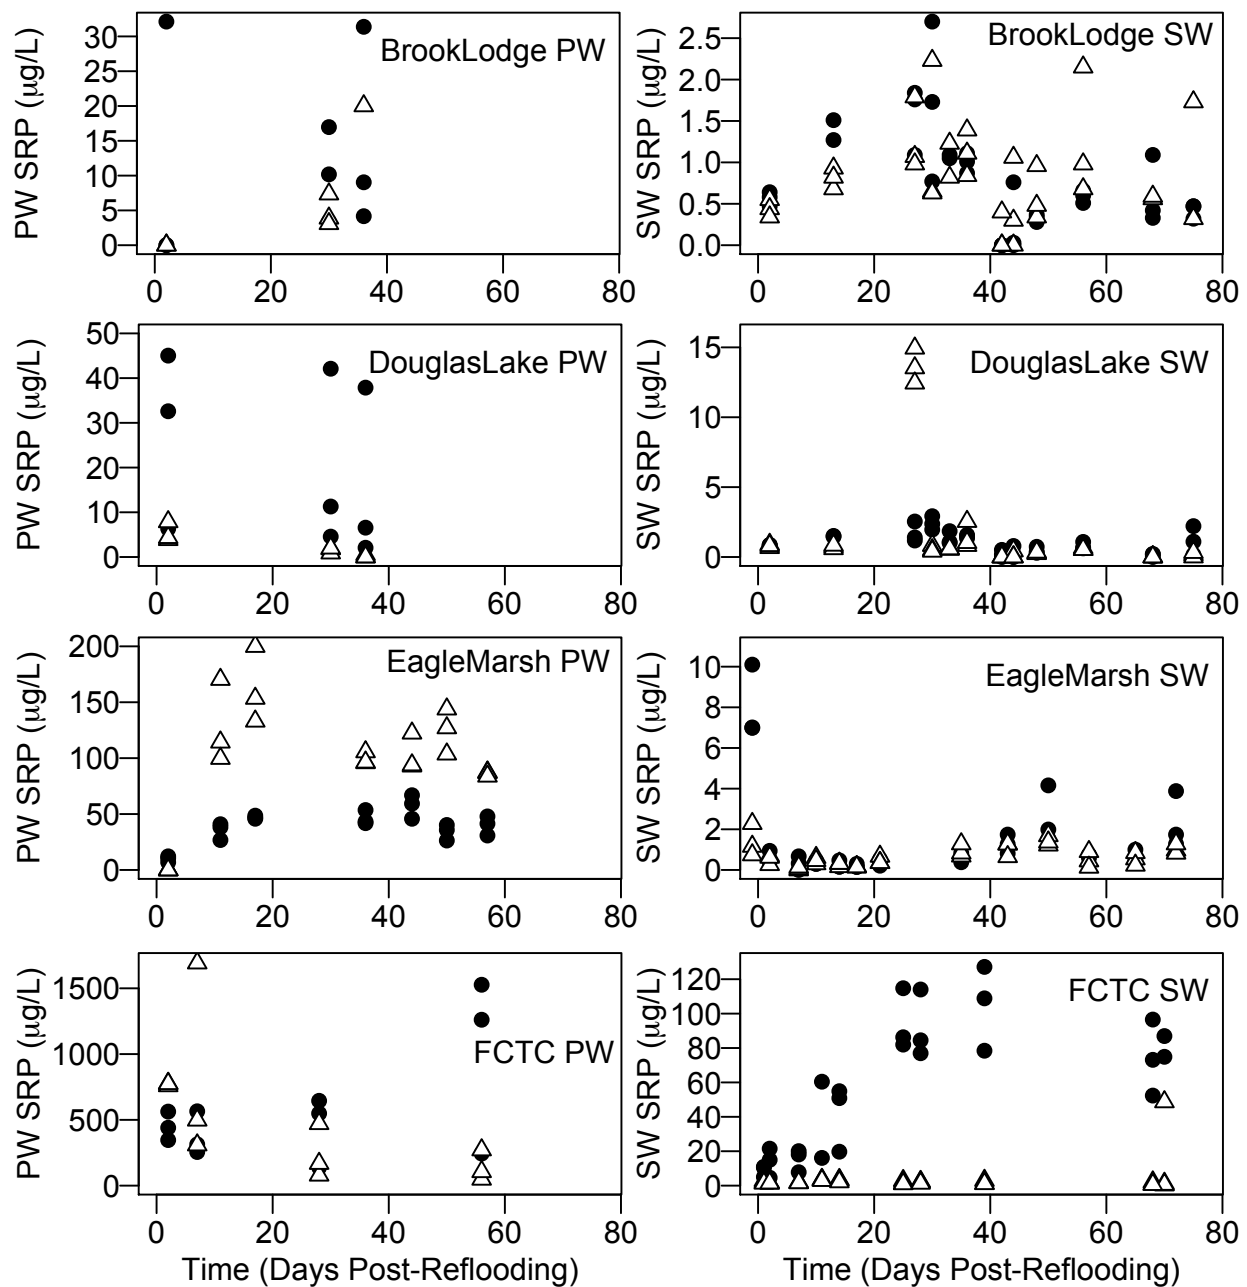 PW SRP (μg/L)
30
25
20
15
10
5
0
BrookLodge PW
0 20 40 60 80
SW SRP (μg/L)
2.5
2.0
1.5
1.0
0.5
0.0
BrookLodge SW
0 20 40 60 80
PW SRP (μg/L)
50
40
30
20
10
0
DouglasLake PW
0 20 40 60 80
SW SRP (μg/L)
15
10
5
0
DouglasLake SW
0 20 40 60 80
PW SRP (μg/L)
200
150
100
50
0
EagleMarsh PW
0 20 40 60 80
SW SRP (μg/L)
10
8
6
4
2
0
EagleMarsh SW
0 20 40 60 80
PW SRP (μg/L)
1500
1000
500
0
FCTC PW
0 20 40 60 80
Time (Days Post-Reflooding)
SW SRP (μg/L)
120
100
80
60
40
20
0
FCTC SW
0 20 40 60 80
Time (Days Post-Reflooding)